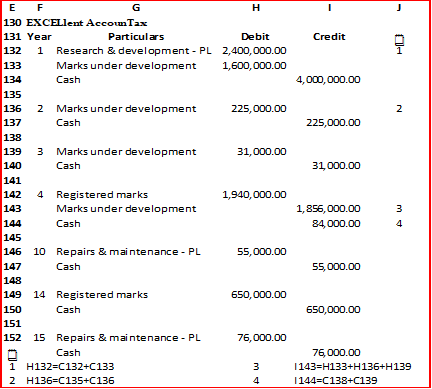 E F G H I J
130 EXCELlent AccounTax
131 Year Particulars Debit Credit
132 1 Research & development - PL 2,400,000.00 1
133 Marks under development 1,600,000.00
134 Cash 4,000,000.00
135
136 2 Marks under development 225,000.00 2
137 Cash 225,000.00
138
139 3 Marks under development 31,000.00
140 Cash 31,000.00
141
142 4 Registered marks 1,940,000.00
143 Marks under development 1,856,000.00 3
144 Cash 84,000.00 4
145
146 10 Repairs & maintenance - PL 55,000.00
147 Cash 55,000.00
148
149 14 Registered marks 650,000.00
150 Cash 650,000.00
151
152 15 Repairs & maintenance - PL 76,000.00
Cash 76,000.00
1 H132=C132+C133 3 I143=H133+H136+H139
2 H136=C135+C136 4 I144=C138+C139